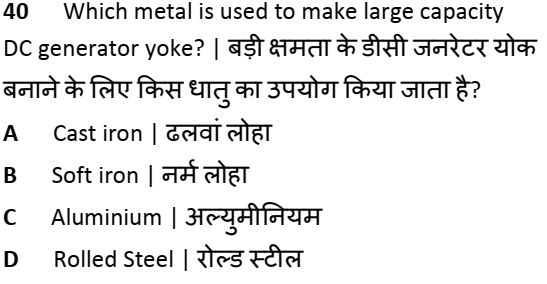 40 Which metal is used to make large capacity
DC generator yoke? | बड़ी क्षमता के डीसी जनरेटर योक
बनाने के लिए किस धातु का उपयोग किया जाता है?
A Cast iron | ढलवां लोहा
B Soft iron | नर्म लोहा
C Aluminium | अल्युमीनियम
D Rolled Steel | रोल्ड स्टील